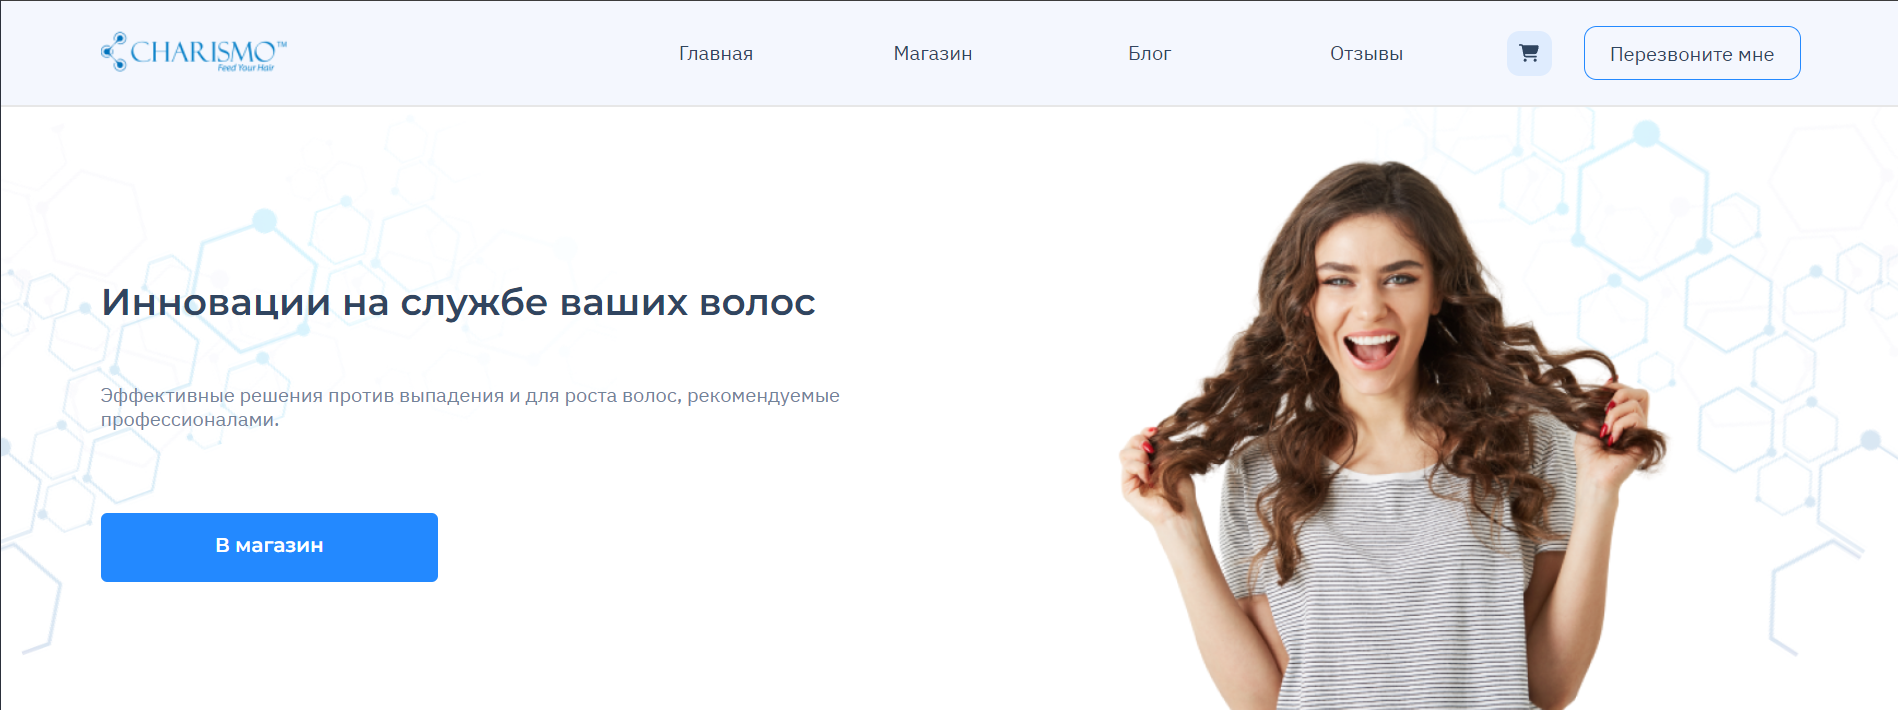 CHARISMO™
Feed Your Hair
Главная
Магазин
Блог
Отзывы
Перезвоните мне
Инновации на службе ваших волос
Эффективные решения против выпадения и для роста волос, рекомендуемые
профессионалами.
В магазин